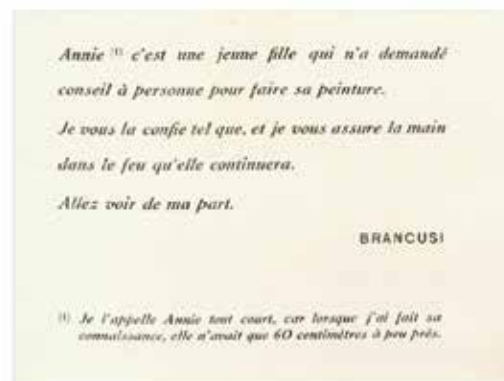 Annie (1) c'est une jeune fille qui n'a demandé
conseil à personne pour faire sa peinture.
Je vous la confie tel que, et je vous assure la main
dans le feu qu'elle continuera.
Allez voir de ma part.
BRANCUSI
(1) Je l'appelle Annie tout court, car lorsque j'ai fait sa
connaissance, elle n'avait que 60 centimètres à peu près.